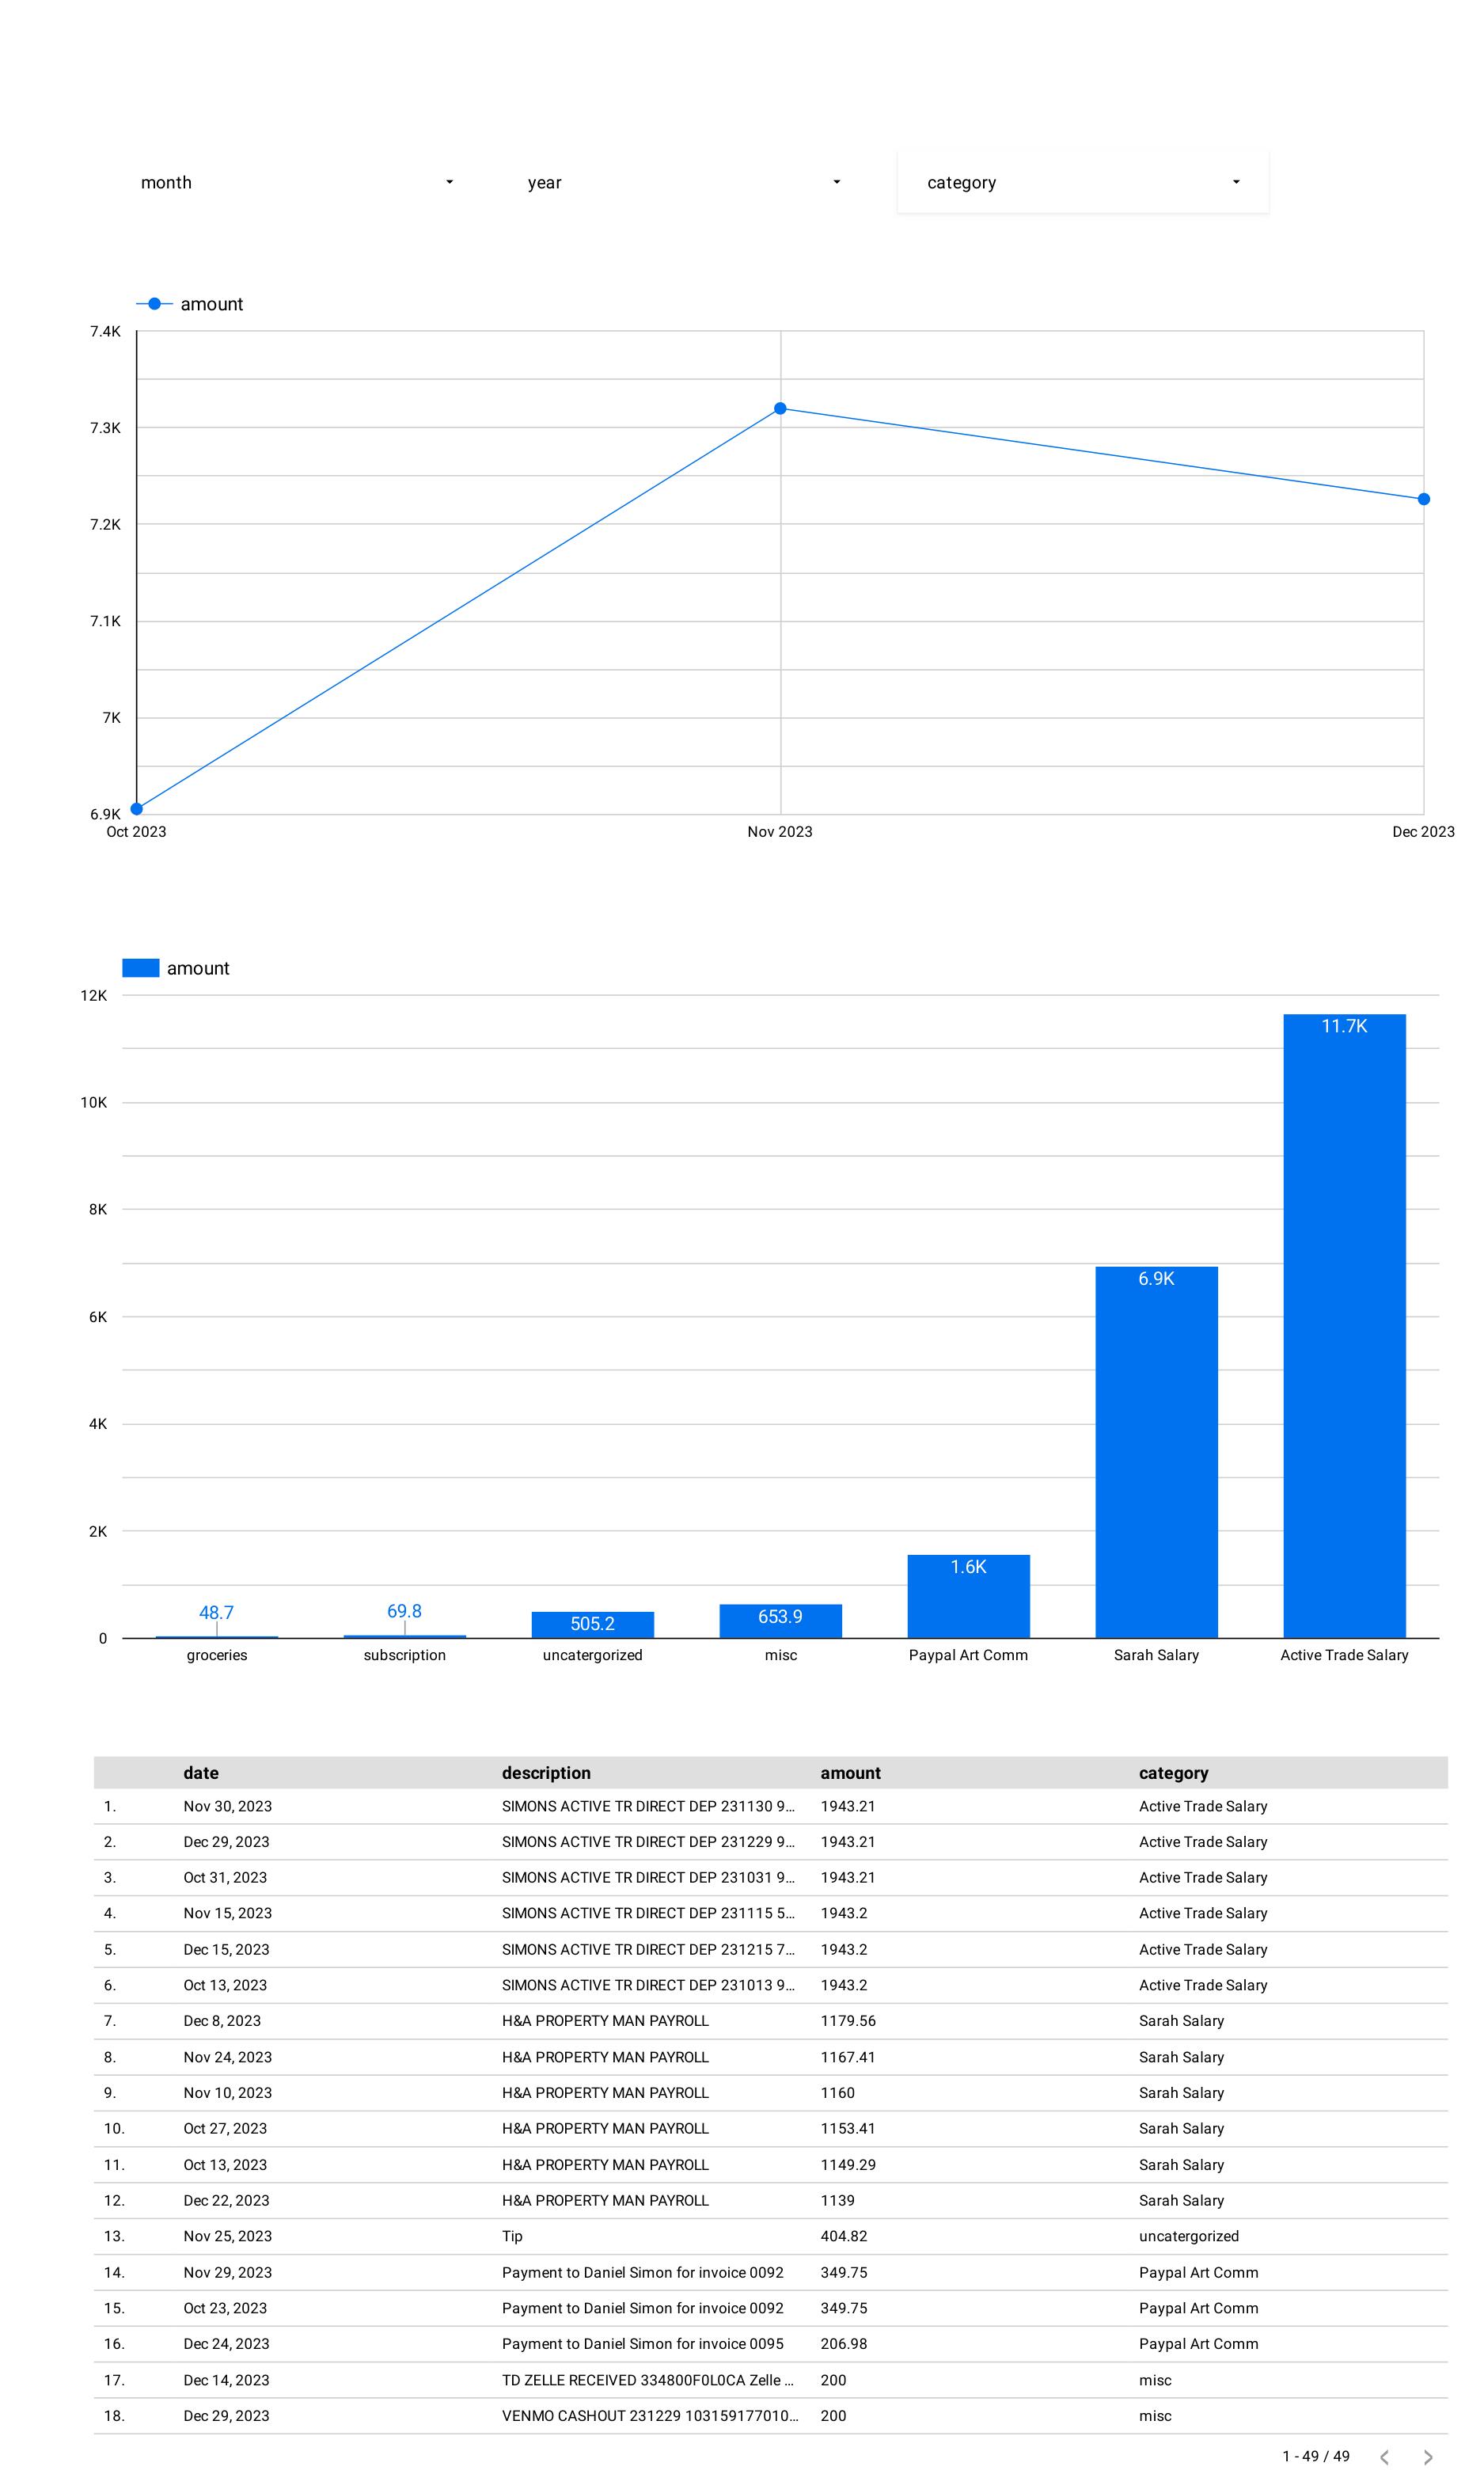 month year category
amount
7.4K
7.3K
7.2K
7.1K
7K
6.9K
Oct 2023 Nov 2023 Dec 2023
amount
12K
11.7K
10K
8K
6.9K
6K
4K
2K
1.6K
48.7 69.8 505.2 653.9
0
groceries subscription uncatergorized misc Paypal Art Comm Sarah Salary Active Trade Salary
date description amount category
1. Nov 30, 2023 SIMONS ACTIVE TR DIRECT DEP 231130 9… 1943.21 Active Trade Salary
2. Dec 29, 2023 SIMONS ACTIVE TR DIRECT DEP 231229 9… 1943.21 Active Trade Salary
3. Oct 31, 2023 SIMONS ACTIVE TR DIRECT DEP 231031 9… 1943.21 Active Trade Salary
4. Nov 15, 2023 SIMONS ACTIVE TR DIRECT DEP 231115 5… 1943.2 Active Trade Salary
5. Dec 15, 2023 SIMONS ACTIVE TR DIRECT DEP 231215 7… 1943.2 Active Trade Salary
6. Oct 13, 2023 SIMONS ACTIVE TR DIRECT DEP 231013 9… 1943.2 Active Trade Salary
7. Dec 8, 2023 H&A PROPERTY MAN PAYROLL 1179.56 Sarah Salary
8. Nov 24, 2023 H&A PROPERTY MAN PAYROLL 1167.41 Sarah Salary
9. Nov 10, 2023 H&A PROPERTY MAN PAYROLL 1160 Sarah Salary
10. Oct 27, 2023 H&A PROPERTY MAN PAYROLL 1153.41 Sarah Salary
11. Oct 13, 2023 H&A PROPERTY MAN PAYROLL 1149.29 Sarah Salary
12. Dec 22, 2023 H&A PROPERTY MAN PAYROLL 1139 Sarah Salary
13. Nov 25, 2023 Tip 404.82 uncatergorized
14. Nov 29, 2023 Payment to Daniel Simon for invoice 0092 349.75 Paypal Art Comm
15. Oct 23, 2023 Payment to Daniel Simon for invoice 0092 349.75 Paypal Art Comm
16. Dec 24, 2023 Payment to Daniel Simon for invoice 0095 206.98 Paypal Art Comm
17. Dec 14, 2023 TD ZELLE RECEIVED 334800F0L0CA Zelle … 200 misc
18. Dec 29, 2023 VENMO CASHOUT 231229 103159177010… 200 misc
1 - 49 / 49